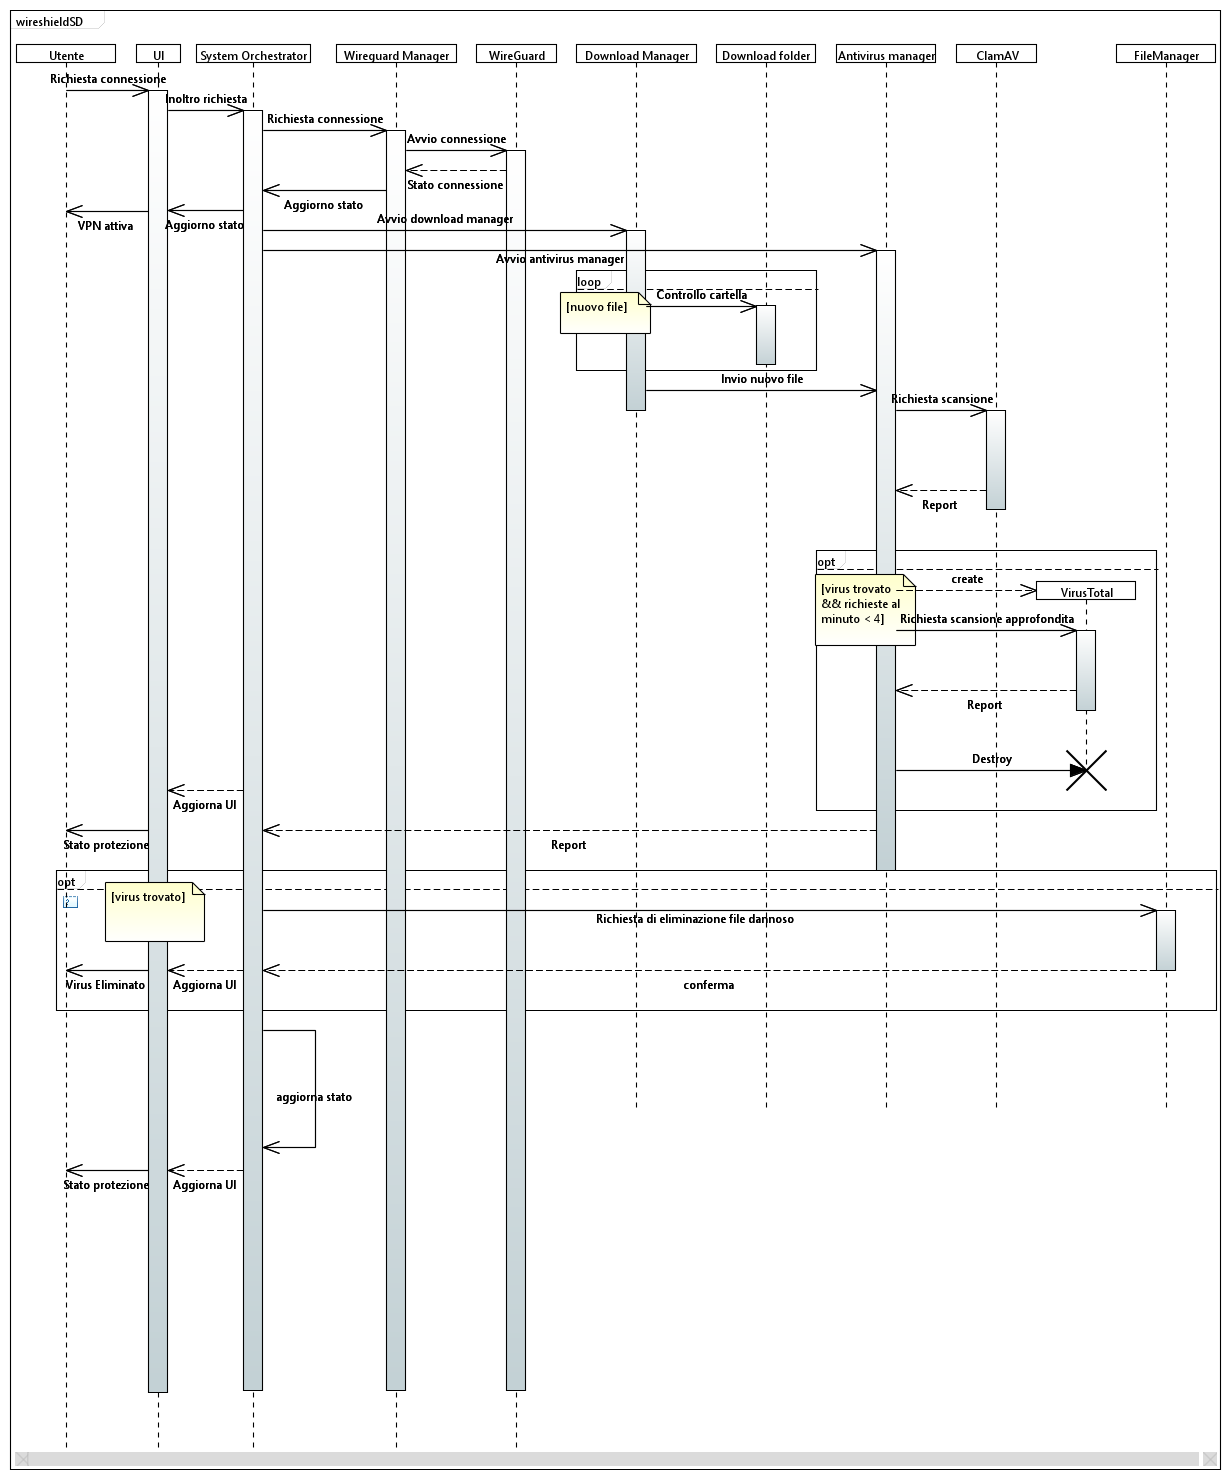 wireshieldSD
Utente
UI
System Orchestrator
Wireguard Manager
WireGuard
Download Manager
Download folder
Antivirus manager
ClamAV
FileManager
Richiesta connessione
Inoltro richiesta
Richiesta connessione
Avvio connessione
Stato connessione
Aggiorno stato
Aggiorno stato
VPN attiva
Avvio download manager
Avvio antivirus manager
loop
[nuovo file]
Controllo cartella
Invio nuovo file
Richiesta scansione
Report
opt
[virus trovato
&& richieste al
minuto < 4]
create
VirusTotal
Richiesta scansione approfondita
Report
Destroy
Aggiorna UI
Stato protezione
Report
opt
[virus trovato]
Richiesta di eliminazione file dannoso
Virus Eliminato
Aggiorna UI
conferma
aggiorna stato
Stato protezione
Aggiorna UI